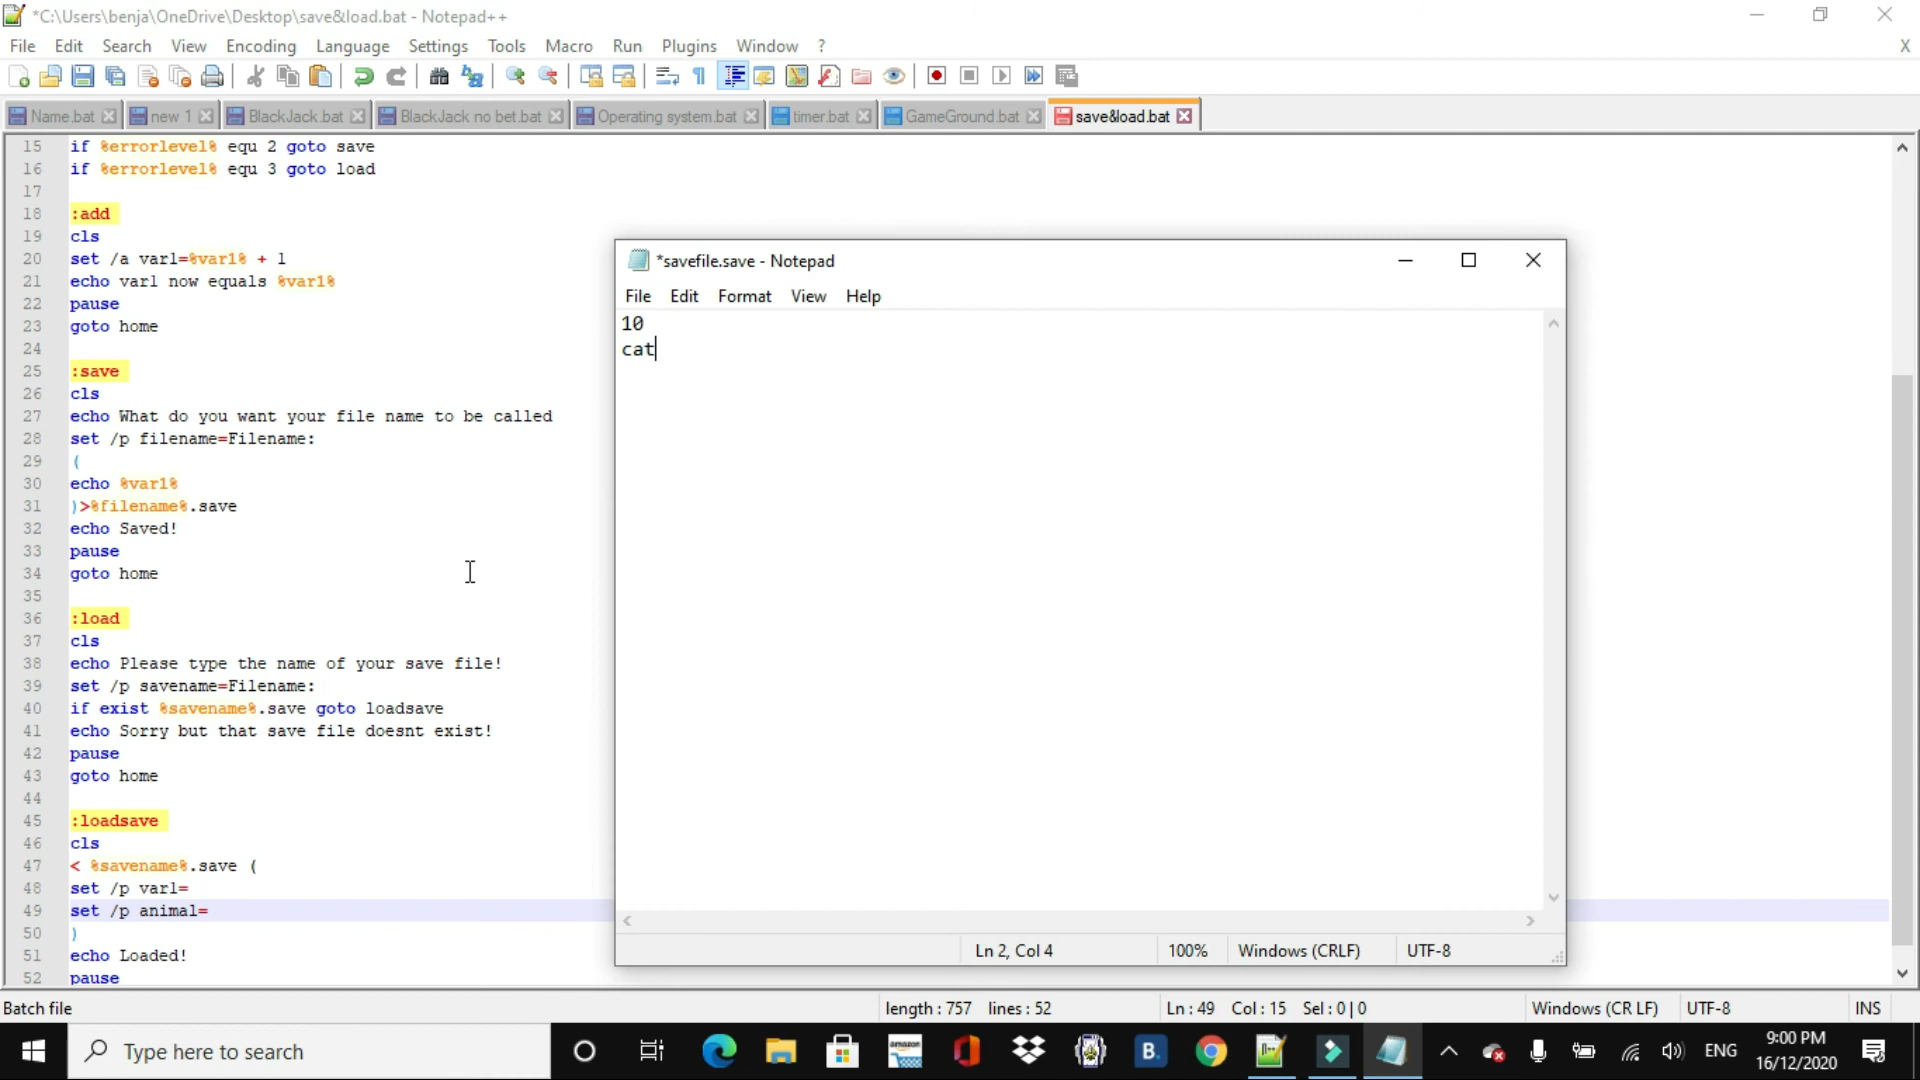 *C:\Users\benja\OneDrive\Desktop\save&load.bat - Notepad++
File Edit Search View Encoding Language Settings Tools Macro Run Plugins Window ? X
Name.bat new 1 BlackJack.bat BlackJack no bet.bat Operating system.bat timer.bat GameGround.bat save&load.bat
15 if %errorlevel% equ 2 goto save
16 if %errorlevel% equ 3 goto load
17
18 :add
19 cls
20 set /a var1=%var1% + 1
21 echo var1 now equals %var1%
22 pause
23 goto home
24
25 :save
26 cls
27 echo What do you want your file name to be called
28 set /p filename=Filename:
29 (
30 echo %var1%
31 )>%filename%.save
32 echo Saved!
33 pause
34 goto home
35
36 :load
37 cls
38 echo Please type the name of your save file!
39 set /p savename=Filename:
40 if exist %savename%.save goto loadsave
41 echo Sorry but that save file doesnt exist!
42 pause
43 goto home
44
45 :loadsave
46 cls
47 < %savename%.save (
48 set /p var1=
49 set /p animal=
50 )
51 echo Loaded!
52 pause
*savefile.save - Notepad
File Edit Format View Help
10
cat
Ln 2, Col 4 100% Windows (CRLF) UTF-8
Batch file length : 757 lines : 52 Ln : 49 Col : 15 Sel : 0 | 0 Windows (CR LF) UTF-8 INS
Type here to search
amazon
B.
ENG
9:00 PM
16/12/2020